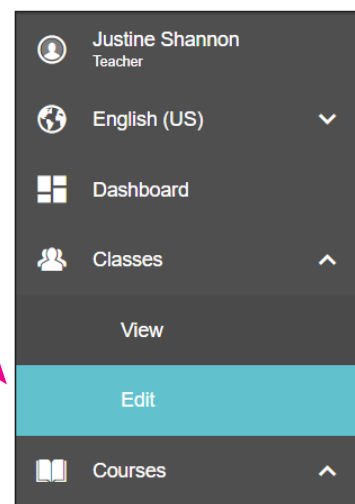 Justine Shannon
Teacher
English (US)
Dashboard
Classes
View
Edit
Courses